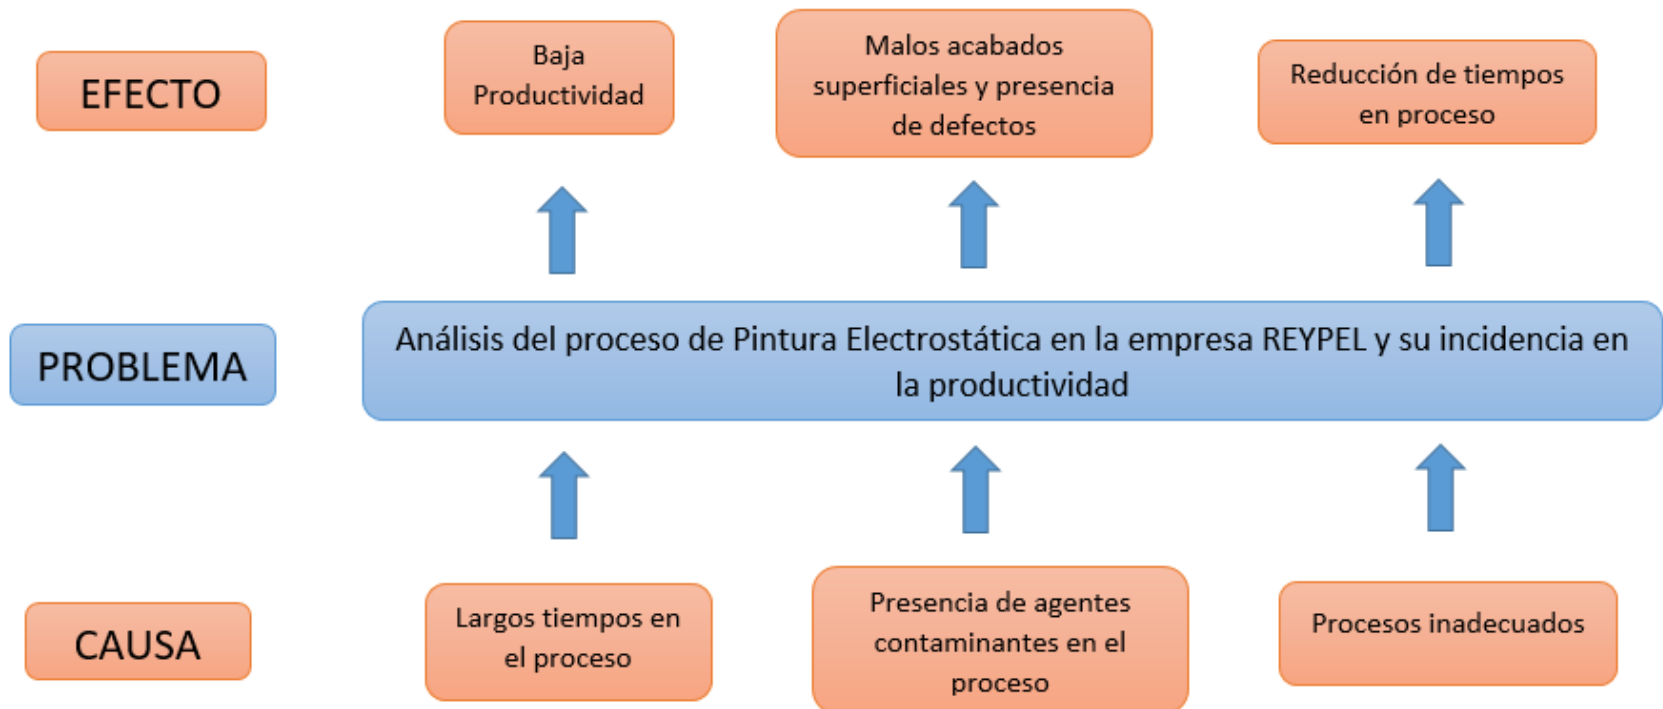 EFECTO
Baja
Productividad
Malos acabados
superficiales y presencia
de defectos
Reducción de tiempos
en proceso
PROBLEMA
Análisis del proceso de Pintura Electrostática en la empresa REYPEL y su incidencia en
la productividad
CAUSA
Largos tiempos en
el proceso
Presencia de agentes
contaminantes en el
proceso
Procesos inadecuados